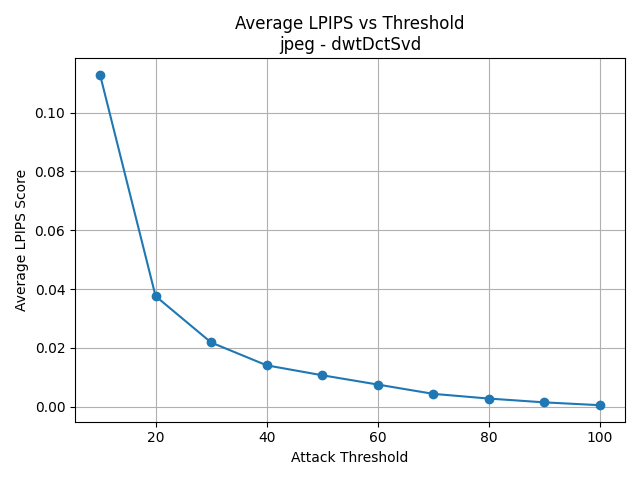 Average LPIPS vs Threshold
jpeg - dwtDctSvd
Average LPIPS Score
0.10
0.08
0.06
0.04
0.02
0.00
20
40
60
80
100
Attack Threshold